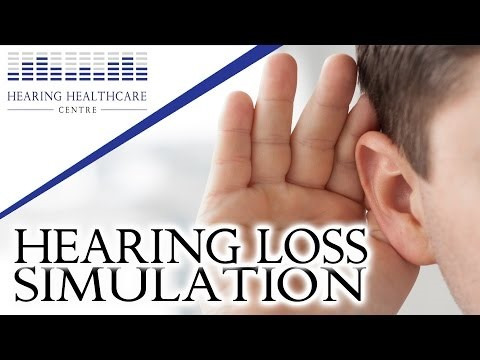 HEARING HEALTHCARE
CENTRE
HEARING LOSS
SIMULATION